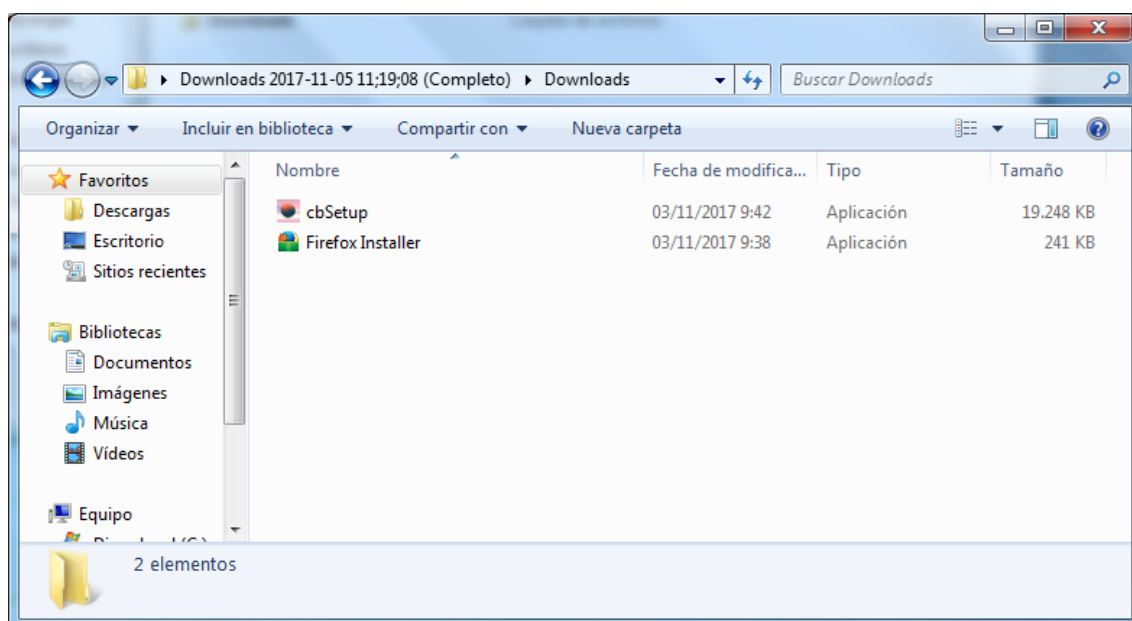 Downloads 2017-11-05 11;19;08 (Completo) Downloads
Buscar Downloads
Organizar Incluir en biblioteca Compartir con Nueva carpeta
Nombre Fecha de modifica... Tipo Tamaño
Favoritos
Descargas
Escritorio
Sitios recientes
Bibliotecas
Documentos
Imágenes
Música
Vídeos
Equipo
cbSetup 03/11/2017 9:42 Aplicación 19.248 KB
Firefox Installer 03/11/2017 9:38 Aplicación 241 KB
2 elementos